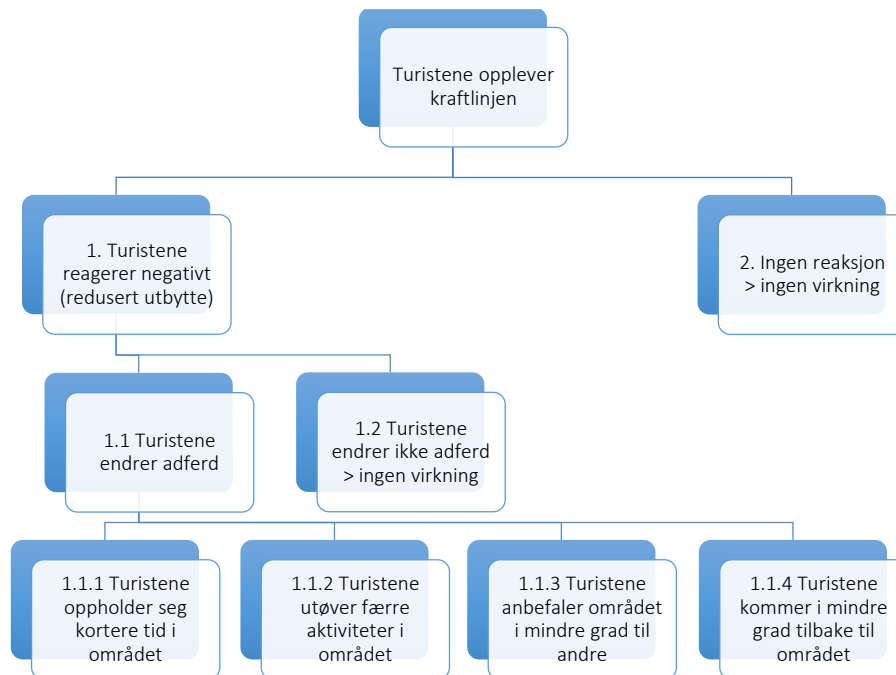 Turistene opplever
kraftlinjen
1. Turistene
reagerer negativt
(redusert utbytte)
2. Ingen reaksjon
> ingen virkning
1.1 Turistene
endrer adferd
1.2 Turistene
endrer ikke adferd
> ingen virkning
1.1.1 Turistene
oppholder seg
kortere tid i
området
1.1.2 Turistene
utøver færre
aktiviteter i
området
1.1.3 Turistene
anbefaler området
i mindre grad til
andre
1.1.4 Turistene
kommer i mindre
grad tilbake til
området